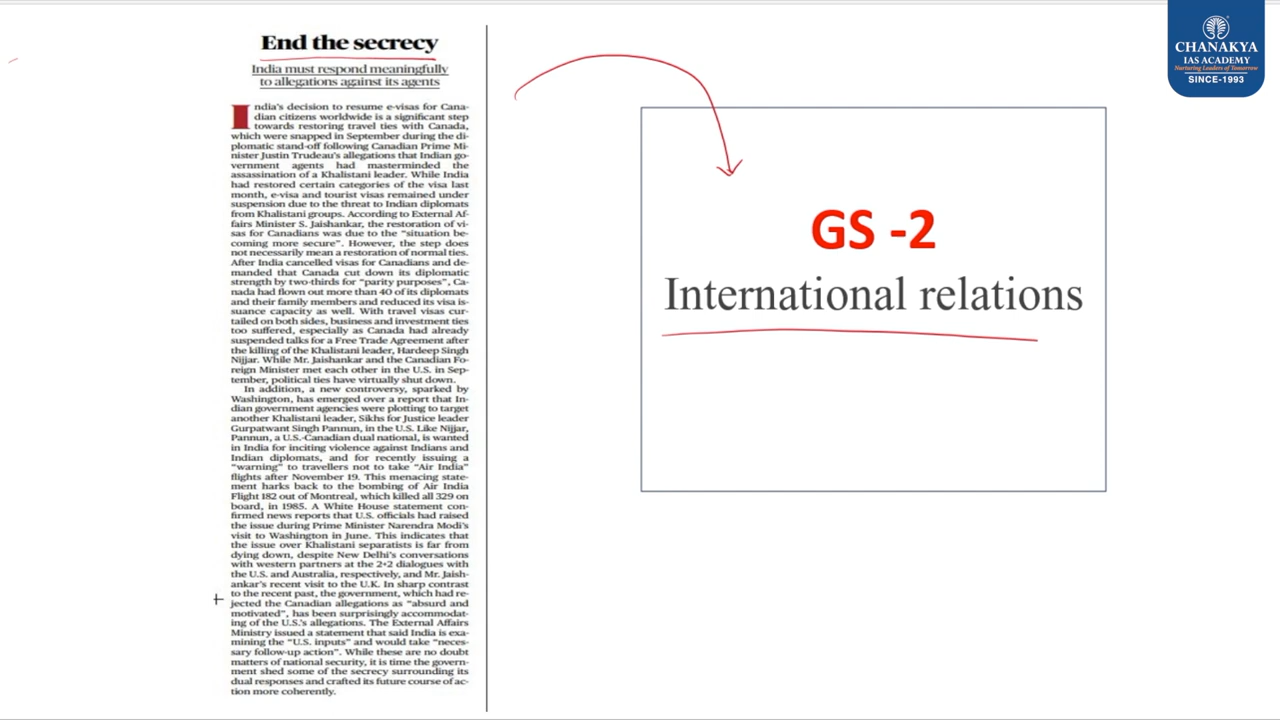 End the secrecy
India must respond meaningfully
to allegations against its agents
India's decision to resume e-visas for Cana-
dian citizens worldwide is a significant step
towards restoring travel ties with Canada,
which were snapped in September during the di-
plomatic stand-off following Canadian Prime Mi-
nister Justin Trudeau's allegations that Indian go-
vernment agents had masterminded the
assassination of a Khalistani leader. While India
had restored certain categories of the visa last
month, e-visa and tourist visas remained under
suspension due to the threat to Indian diplomats
from Khalistani groups. According to External Af-
fairs Minister S. Jaishankar, the restoration of vi-
sas for Canadians was due to the "situation be-
coming more secure". However, the step does
not necessarily mean a restoration of normal ties.
After India cancelled visas for Canadians and de-
manded that Canada cut down its diplomatic
strength by two-thirds for "parity purposes", Ca-
nada had flown out more than 40 of its diplomats
and their family members and reduced its visa is-
suance capacity as well. With travel visas cur-
tailed on both sides, business and investment ties
too suffered, especially as Canada had already
suspended talks for a Free Trade Agreement after
the killing of the Khalistani leader, Hardeep Singh
Nijjar. While Mr. Jaishankar and the Canadian Fo-
reign Minister met each other in the U.S. in Sep-
tember, political ties have virtually shut down.
In addition, a new controversy, sparked by
Washington, has emerged over a report that In-
dian government agencies were plotting to target
another Khalistani leader, Sikhs for Justice leader
Gurpatwant Singh Pannun, in the U.S. Like Nijjar,
Pannun, a U.S.-Canadian dual national, is wanted
in India for inciting violence against Indians and
Indian diplomats, and for recently issuing a
"warning" to travellers not to take "Air India"
flights after November 19. This menacing state-
ment harks back to the bombing of Air India
Flight 182 out of Montreal, which killed all 329 on
board, in 1985. A White House statement con-
firmed news reports that U.S. officials had raised
the issue during Prime Minister Narendra Modi's
visit to Washington in June. This indicates that
the issue over Khalistani separatists is far from
dying down, despite New Delhi's conversations
with western partners at the 2+2 dialogues with
the U.S. and Australia, respectively, and Mr. Jaish-
ankar's recent visit to the U.K. In sharp contrast
to the recent past, the government, which had re-
jected the Canadian allegations as "absurd and
motivated", has been surprisingly accommodat-
ing of the U.S.'s allegations. The External Affairs
Ministry issued a statement that said India is exa-
mining the "U.S. inputs" and would take "neces-
sary follow-up action". While these are no doubt
matters of national security, it is time the govern-
ment shed some of the secrecy surrounding its
dual responses and crafted its future course of ac-
tion more coherently.
GS -2
International relations
CHANAKYA
IAS ACADEMY
Nurturing Leaders of Tomorrow
SINCE-1993